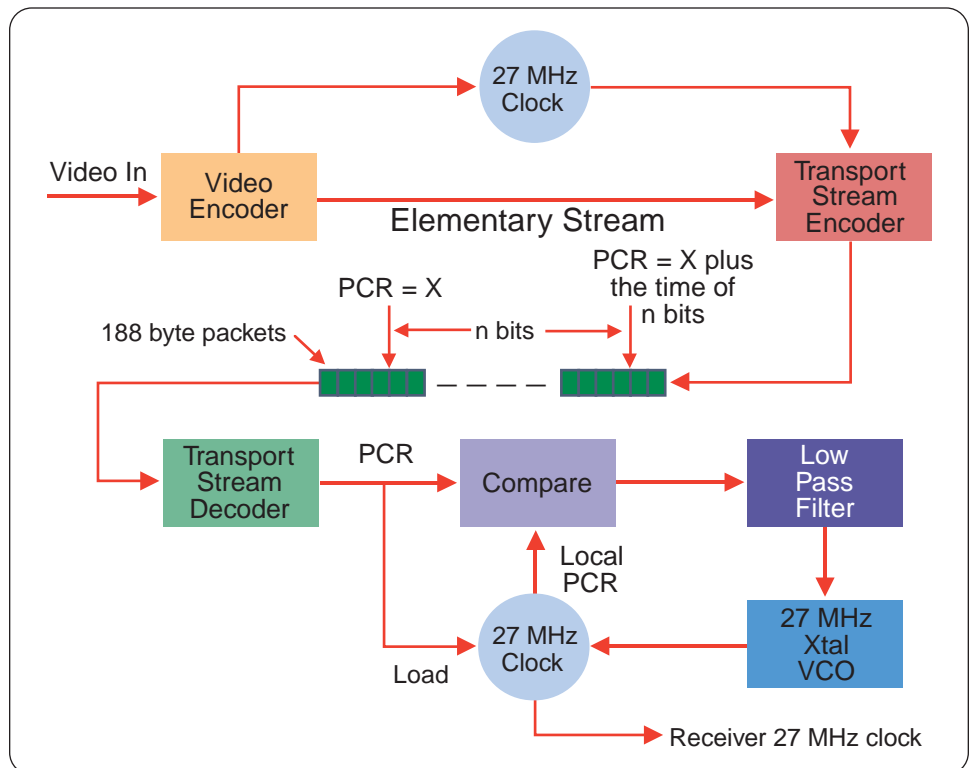 27 MHz
Clock
Video In
Video
Encoder
Elementary Stream
Transport
Stream
Encoder
PCR = X
PCR = X plus
the time of
n bits
n bits
188 byte packets
Transport
Stream
Decoder
PCR
Compare
Low
Pass
Filter
Local
PCR
27 MHz
Clock
Load
27 MHz
Xtal
VCO
Receiver 27 MHz clock